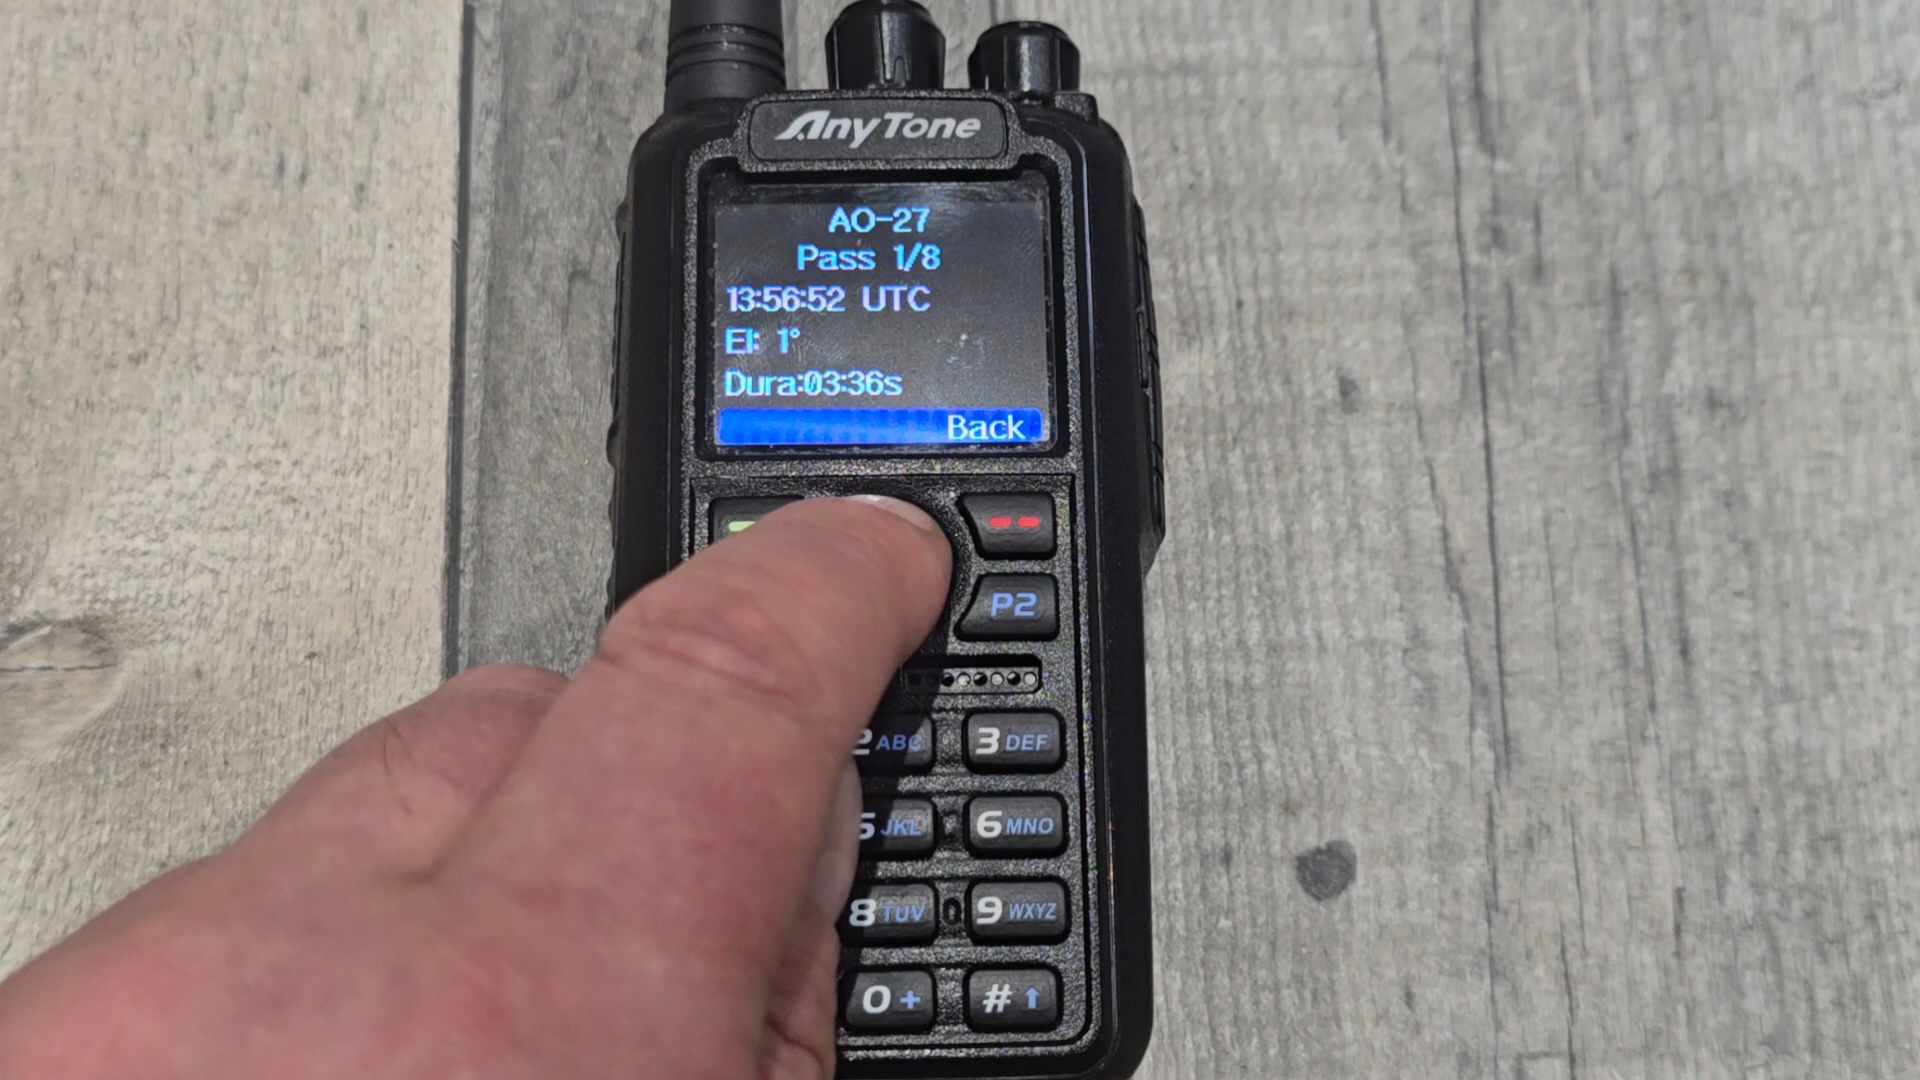 AnyTone
AO-27
Pass 1/8
13:56:52 UTC
El: 1°
Dura:03:36s
Back
P2
2 ABC 3 DEF
5 JKL 6 MNO
8 TUV 9 WXYZ
0 + # ⬆